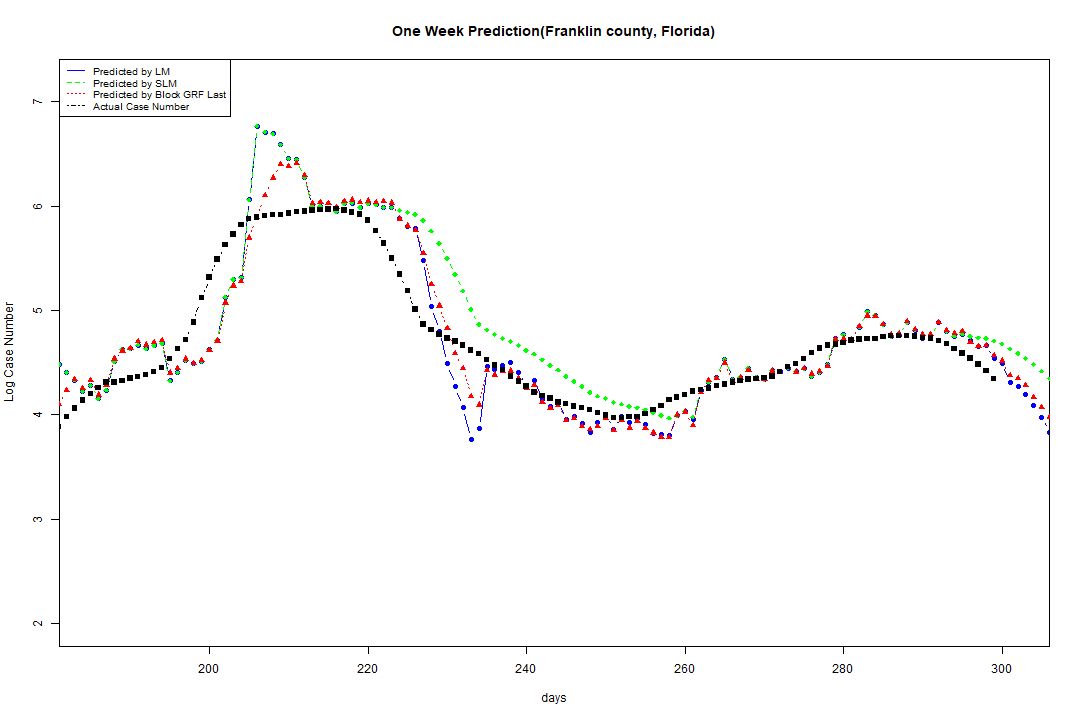 One Week Prediction(Franklin county, Florida)
Predicted by LM
Predicted by SLM
Predicted by Block GRF Last
Actual Case Number
7
6
5
4
3
2
Log Case Number
200 220 240 260 280 300
days